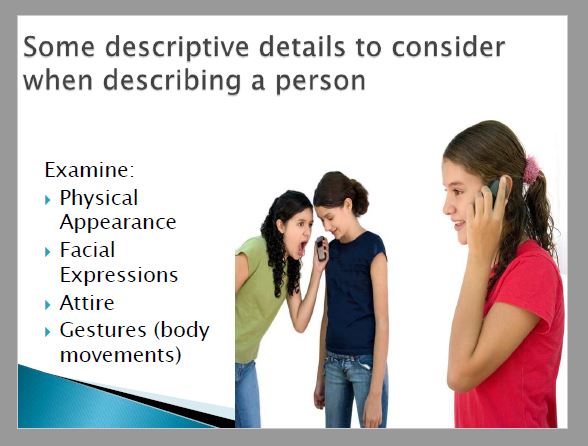 Some descriptive details to consider
when describing a person
Examine:
Physical
Appearance
Facial
Expressions
Attire
Gestures (body
movements)